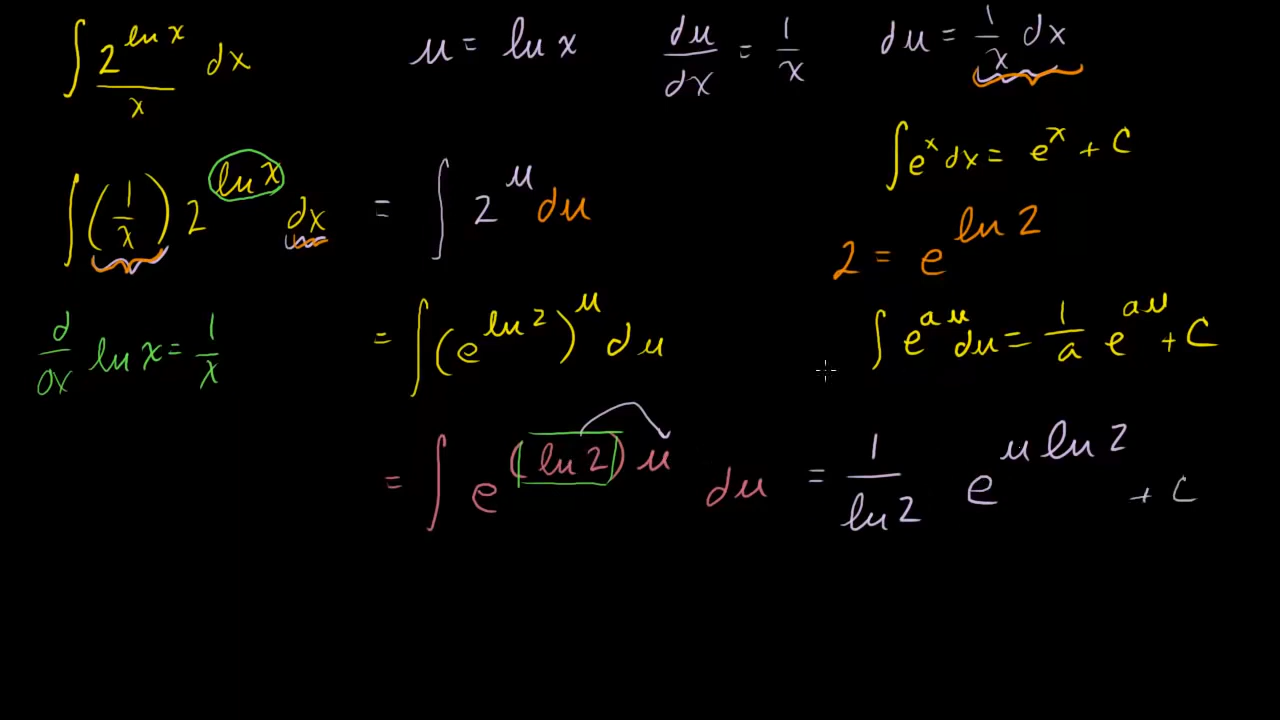 ∫ 2^(ln x)/x dx    u = ln x    du/dx = 1/x    du = 1/x dx
∫ e^x dx = e^x + C
∫ (1/x) 2^(ln x) dx = ∫ 2^u du
2 = e^(ln 2)
d/dx ln x = 1/x    = ∫ (e^(ln 2))^u du    ∫ e^(au) du = 1/a e^(au) + C
= ∫ e^((ln 2)u) du = 1/(ln 2) e^(u ln 2) + C